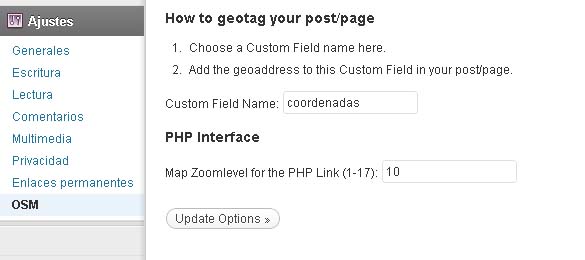 Ajustes
Generales
Escritura
Lectura
Comentarios
Multimedia
Privacidad
Enlaces permanentes
OSM
How to geotag your post/page
1. Choose a Custom Field name here.
2. Add the geoaddress to this Custom Field in your post/page.
Custom Field Name: coordenadas
PHP Interface
Map Zoomlevel for the PHP Link (1-17): 10
Update Options »